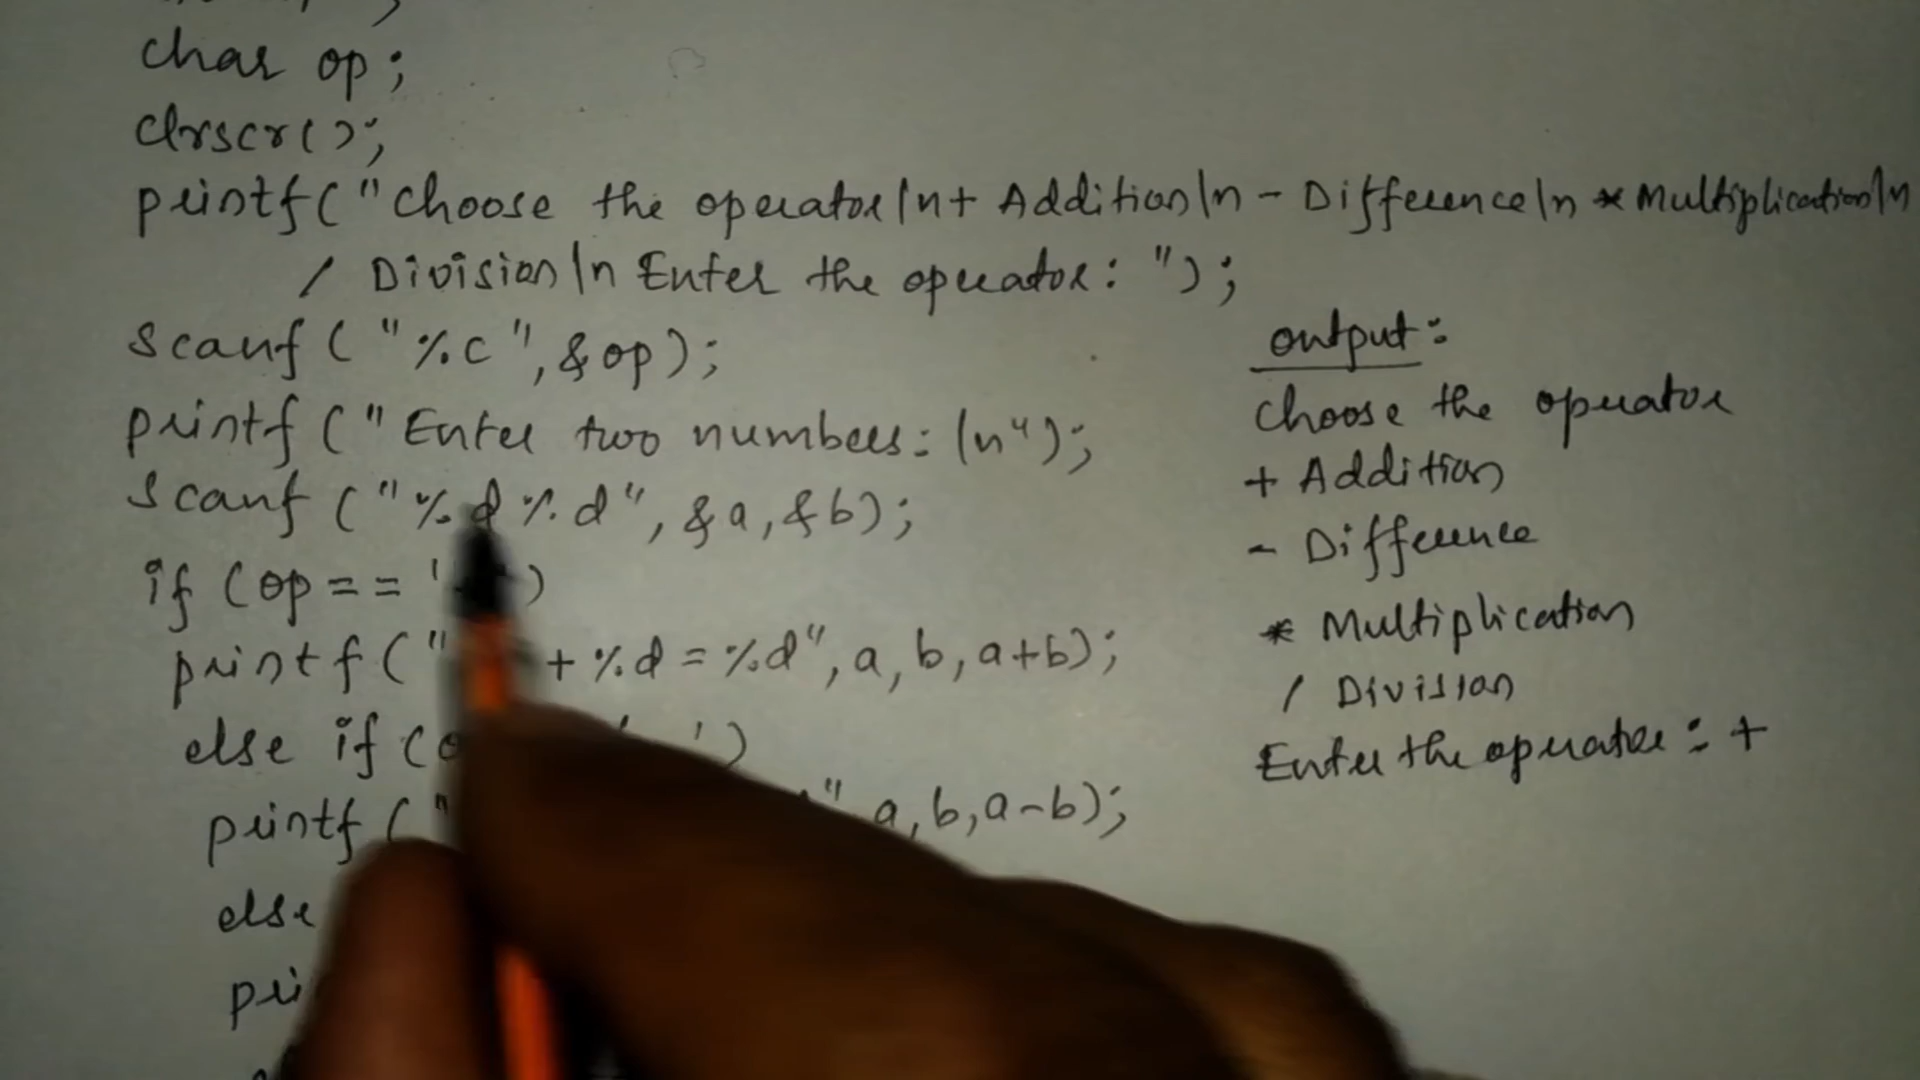 char op;
clrscr();
printf("Choose the operator\n+ Addition\n - Difference\n * Multiplication\n
/ Division\n Enter the operator: ");
scanf("%c", &op);
printf("Enter two numbers: \n");
scanf("%d %d", &a, &b);
if (op == ' )
printf(" + %d = %d", a, b, a+b);
else if ( ')
printf(" ", a, b, a-b);
else
output:
Choose the operator
+ Addition
- Difference
* Multiplication
/ Division
Enter the operator : +